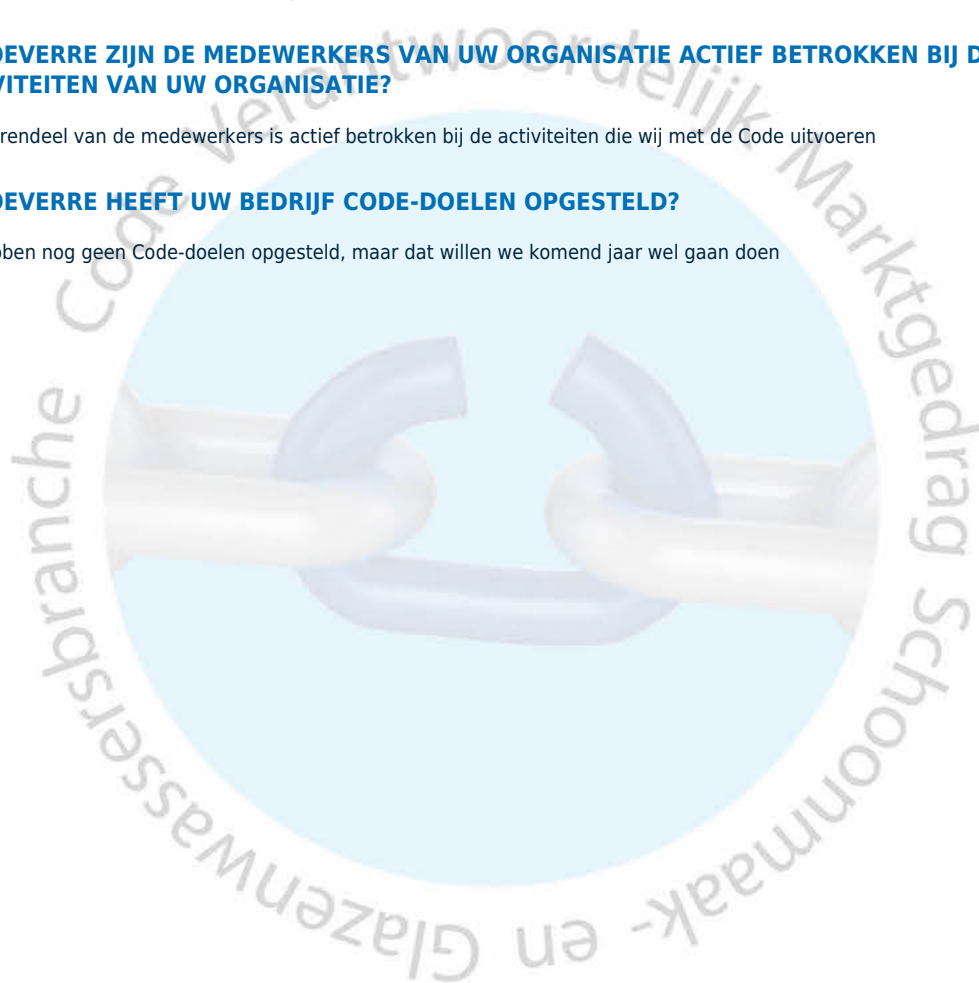 OEVERRE ZIJN DE MEDEWERKERS VAN UW ORGANISATIE ACTIEF BETROKKEN BIJ D
VITEITEN VAN UW ORGANISATIE?
rendeel van de medewerkers is actief betrokken bij de activiteiten die wij met de Code uitvoeren
OEVERRE HEEFT UW BEDRIJF CODE-DOELEN OPGESTELD?
ben nog geen Code-doelen opgesteld, maar dat willen we komend jaar wel gaan doen
Code Verantwoordelijk Marktgedrag Schoonmaak- en Glazenwassersbranche